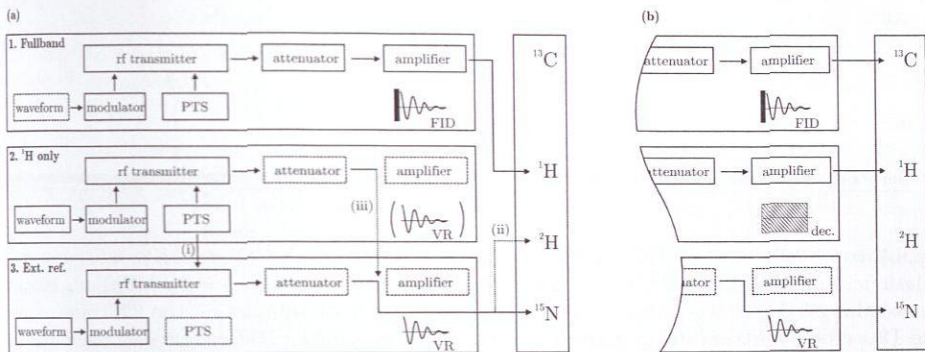 (a)
1. Fullband
rf transmitter
attenuator
amplifier
waveform
modulator
PTS
FID
2. ¹H only
rf transmitter
attenuator
amplifier
waveform
modulator
PTS
(iii)
VR
(ii)
(i)
3. Ext. ref.
rf transmitter
attenuator
amplifier
waveform
modulator
PTS
VR
¹³C
¹H
²H
¹⁵N
(b)
attenuator
amplifier
FID
attenuator
amplifier
dec.
uator
amplifier
VR
¹³C
¹H
²H
¹⁵N